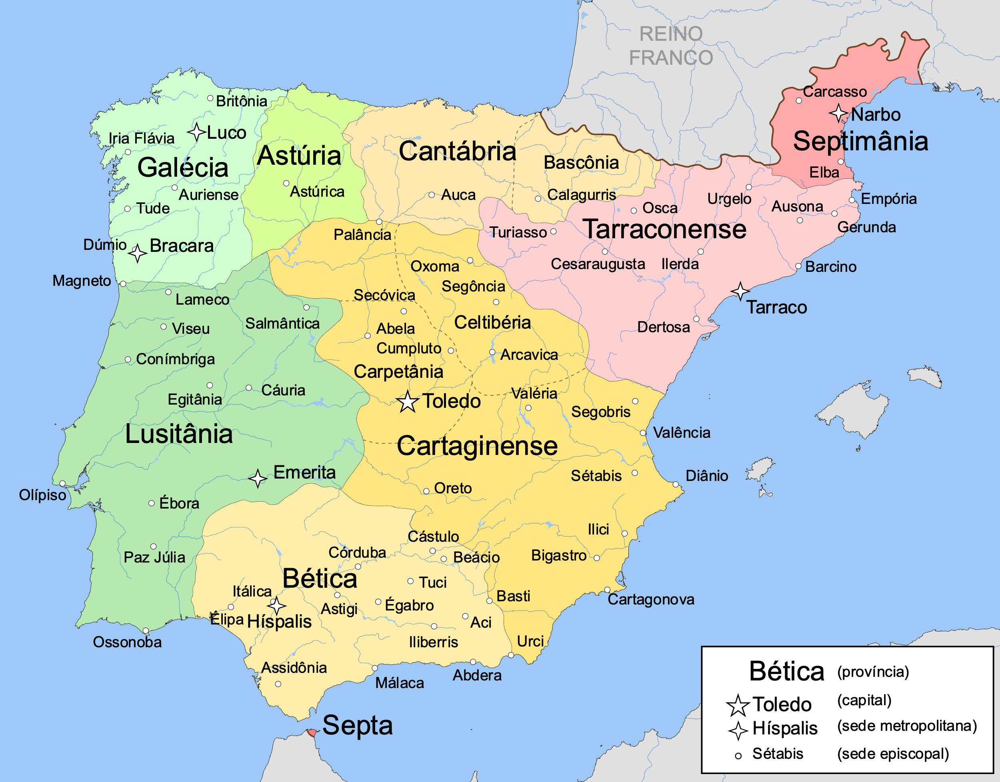 REINO
FRANCO
Carcasso
Narbo
Septimânia
Elba
Britônia
Luco
Iria Flávia
Galécia
Astúria
Cantábria
Bascônia
Auriense
Astúrica
Auca
Calagurris
Tude
Osca
Urgelo
Ausona
Empória
Gerunda
Palância
Turiasso
Tarraconense
Dúmio
Bracara
Oxoma
Cesaraugusta
Ilerda
Barcino
Magneto
Lameco
Secóvica
Segôncia
Tarraco
Salmântica
Viseu
Abela
Celtibéria
Dertosa
Conímbriga
Cumpluto
Arcavica
Carpetânia
Egitânia
Cáuria
Toledo
Valéria
Segobris
Lusitânia
Cartaginense
Valência
Emerita
Sétabis
Diânio
Olípiso
Ébora
Oreto
Paz Júlia
Córduba
Cástulo
Beácio
Ilici
Bigastro
Bética
Tuci
Itálica
Astigi
Égabro
Basti
Cartagonova
Élipa
Híspalis
Aci
Ossonoba
Iliberris
Urci
Assidônia
Málaca
Abdera
Septa
Bética (província)
Toledo (capital)
Híspalis (sede metropolitana)
Sétabis (sede episcopal)